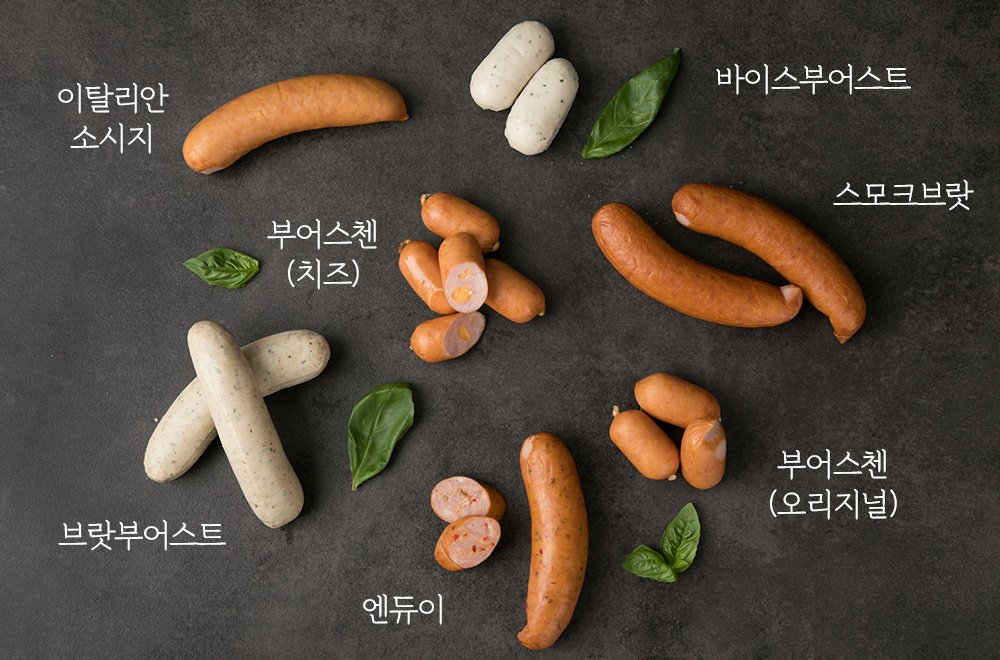 이탈리안
소시지
바이스부어스트
스모크브랏
부어스첸
(치즈)
부어스첸
(오리지널)
브랏부어스트
엔듀이